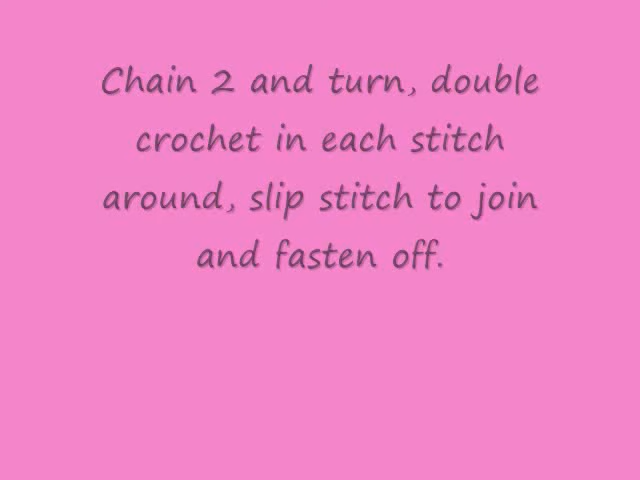 Chain 2 and turn, double
crochet in each stitch
around, slip stitch to join
and fasten off.